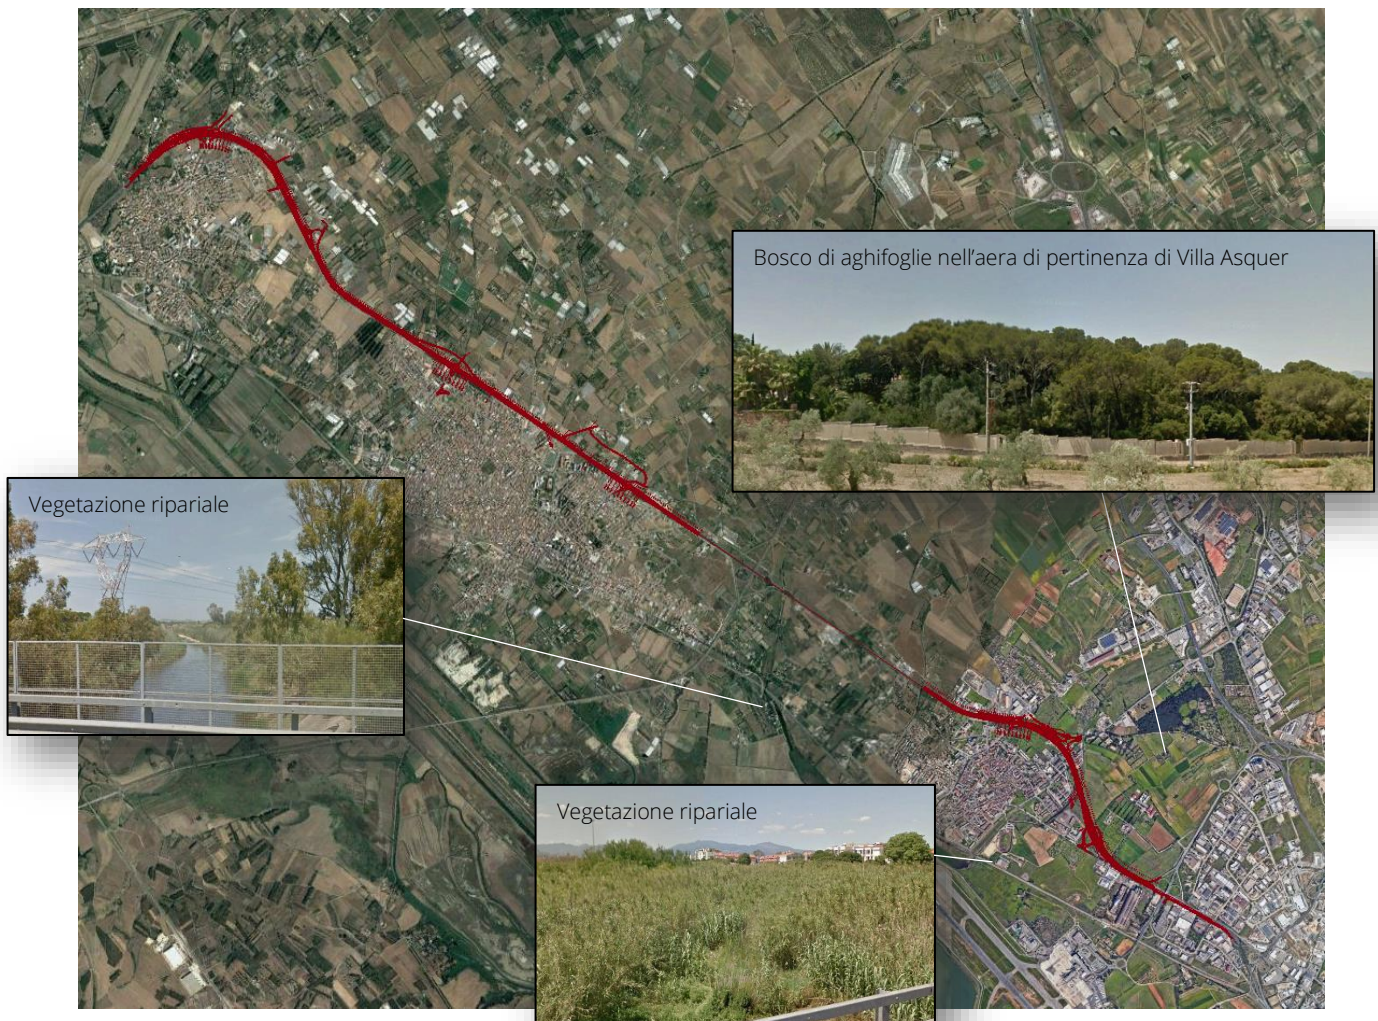 Bosco di aghifoglie nell'aera di pertinenza di Villa Asquer
Vegetazione ripariale
Vegetazione ripariale